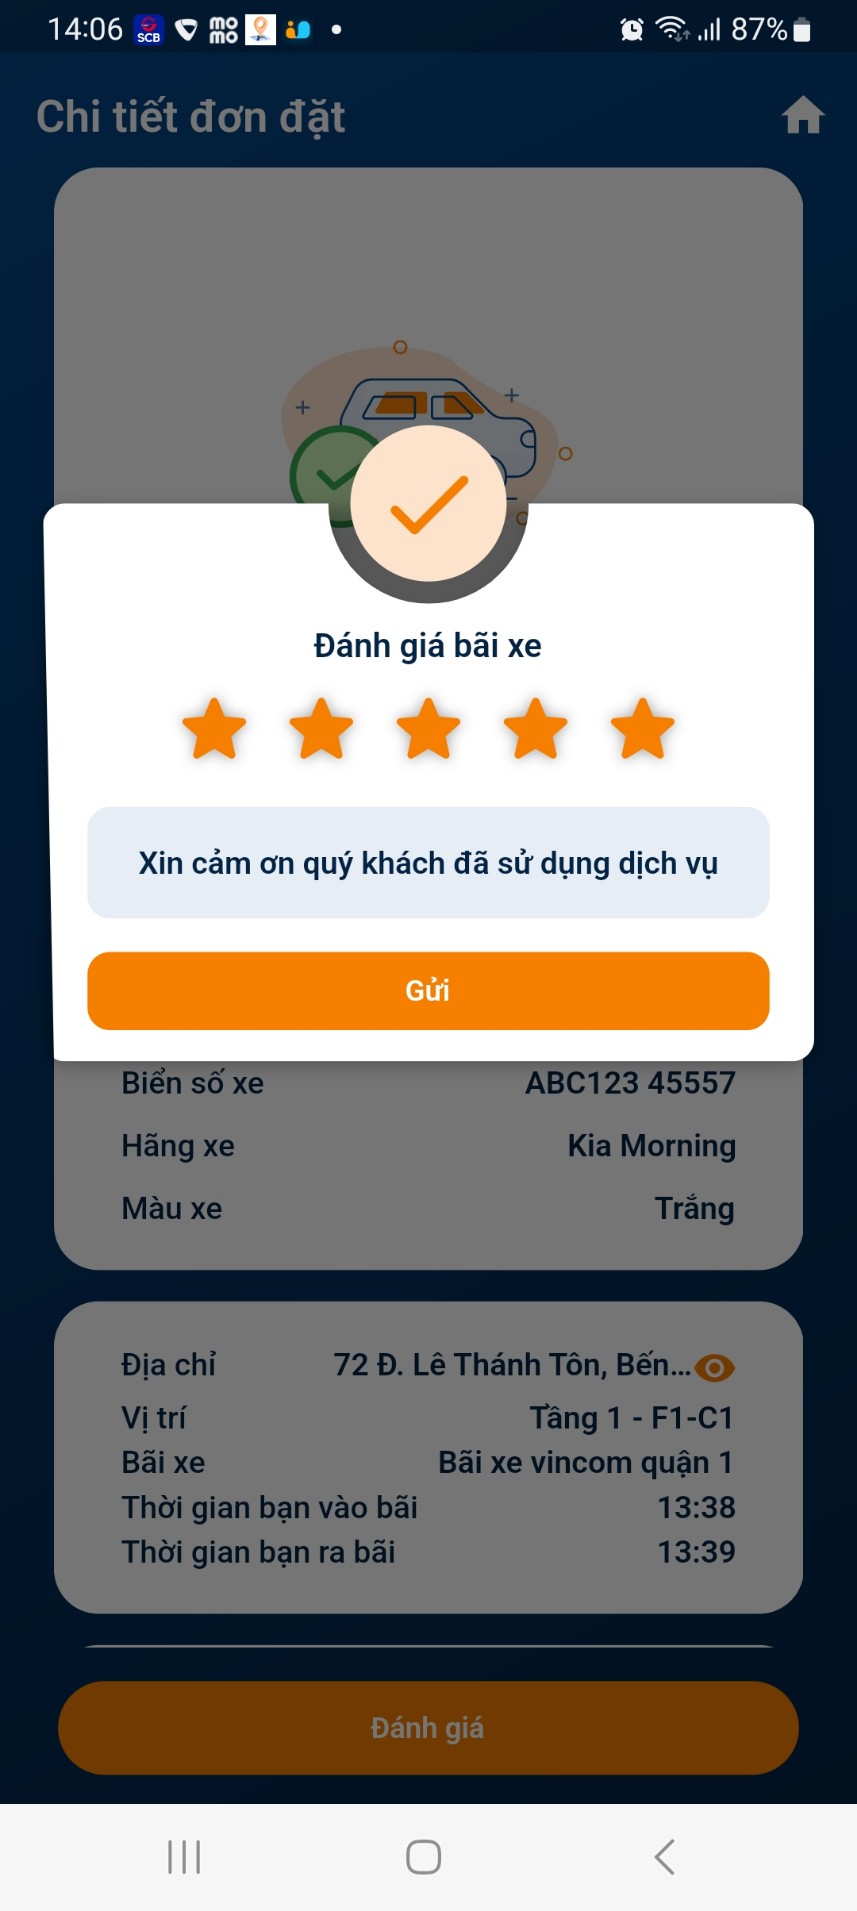 14:06 SCB mo mo 87%
Chi tiết đơn đặt
Đánh giá bãi xe
Xin cảm ơn quý khách đã sử dụng dịch vụ
Gửi
Biển số xe ABC123 45557
Hãng xe Kia Morning
Màu xe Trắng
Địa chỉ 72 Đ. Lê Thánh Tôn, Bến...
Vị trí Tầng 1 - F1-C1
Bãi xe Bãi xe vincom quận 1
Thời gian bạn vào bãi 13:38
Thời gian bạn ra bãi 13:39
Đánh giá